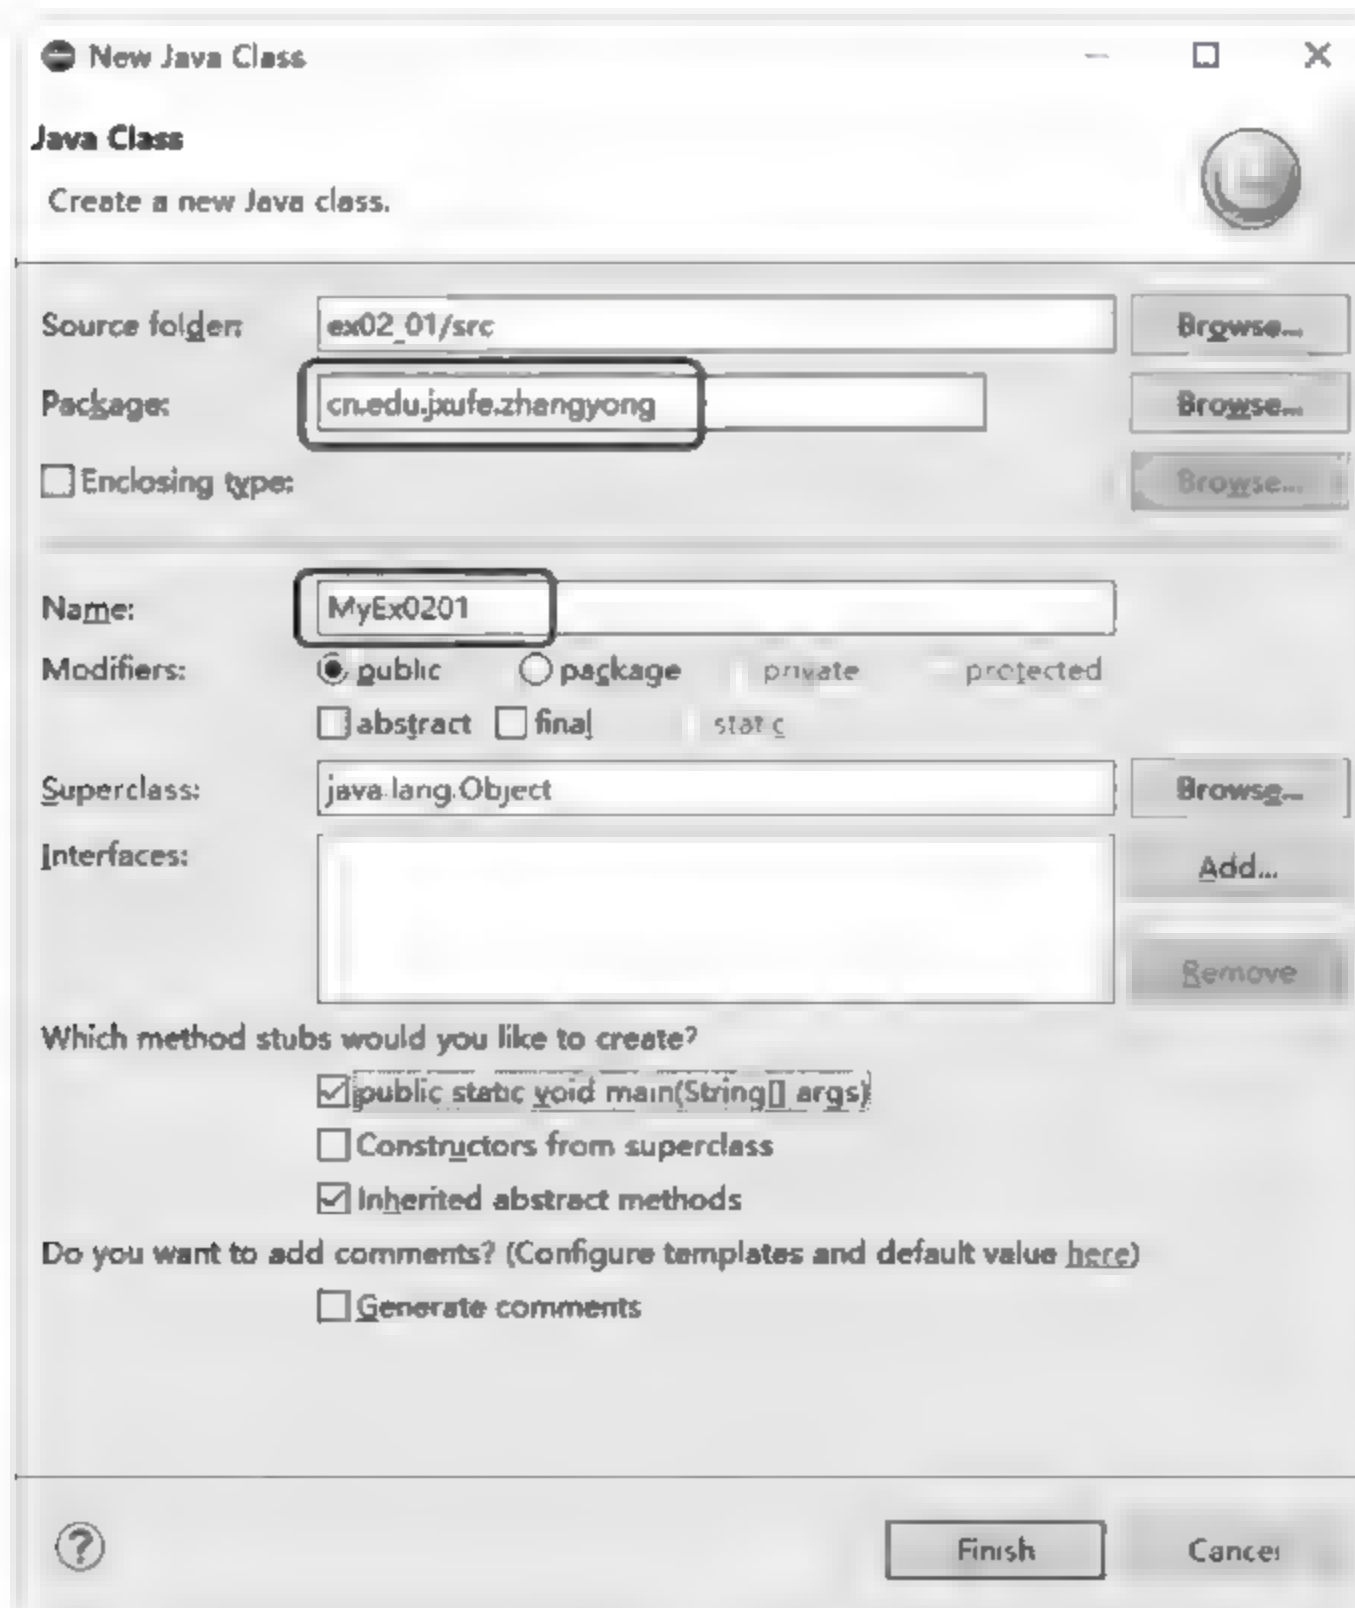 New Java Class
Java Class
Create a new Java class.
Source folder: ex02_01/src Browse...
Package: cn.edu.jxufe.zhangyong Browse...
Enclosing type: Browse...
Name: MyEx0201
Modifiers: public package private protected
abstract final static
Superclass: java.lang.Object Browse...
Interfaces: Add...
Remove
Which method stubs would you like to create?
public static void main(String[] args)
Constructors from superclass
Inherited abstract methods
Do you want to add comments? (Configure templates and default value here)
Generate comments
? Finish Cancel